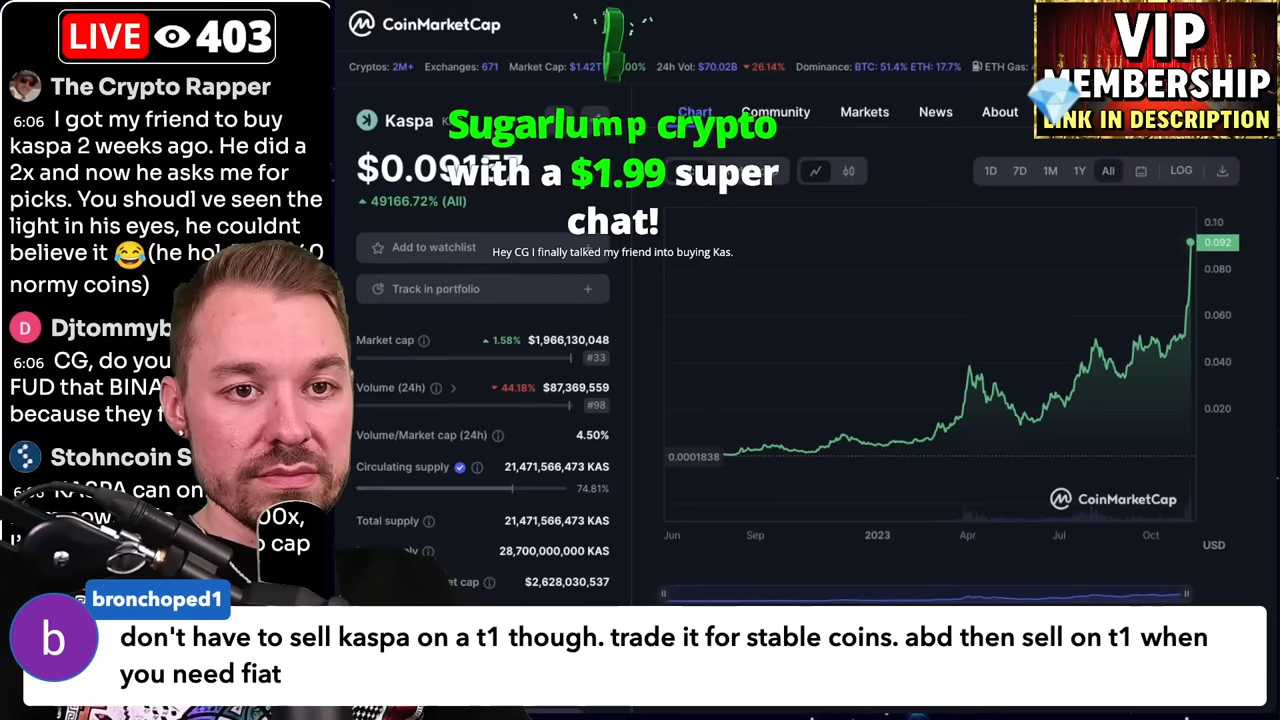 LIVE 403
The Crypto Rapper
6:06 I got my friend to buy
kaspa 2 weeks ago. He did a
2x and now he asks me for
picks. You shoudl ve seen the
light in his eyes, he couldnt
believe it 😂 (he
normy coins)
D Djtommyb
6:06 CG, do you
FUD that BINA
because they f
Stohncoin S
KASPA can on
00x,
cap
CoinMarketCap
Cryptos: 2M+ Exchanges: 671 Market Cap: $1.42T 24h Vol: $70.02B 26.14% Dominance: BTC: 51.4% ETH: 17.7% ETH Gas:
Kaspa
Chart Community Markets News About
Sugarlump crypto
with a $1.99 super
chat!
Hey CG I finally talked my friend into buying Kas.
49166.72% (All)
Add to watchlist
Track in portfolio +
Market cap 1.58% $1,966,130,048
#33
Volume (24h) 44.18% $87,369,559
#98
Volume/Market cap (24h) 4.50%
Circulating supply 21,471,566,473 KAS
74.81%
Total supply 21,471,566,473 KAS
28,700,000,000 KAS
$2,628,030,537
1D 7D 1M 1Y All LOG
0.10
0.092
0.080
0.060
0.040
0.020
0.0001838
CoinMarketCap
Jun Sep 2023 Apr Jul Oct
USD
VIP
MEMBERSHIP
LINK IN DESCRIPTION
bronchoped1
b
don't have to sell kaspa on a t1 though. trade it for stable coins. abd then sell on t1 when
you need fiat